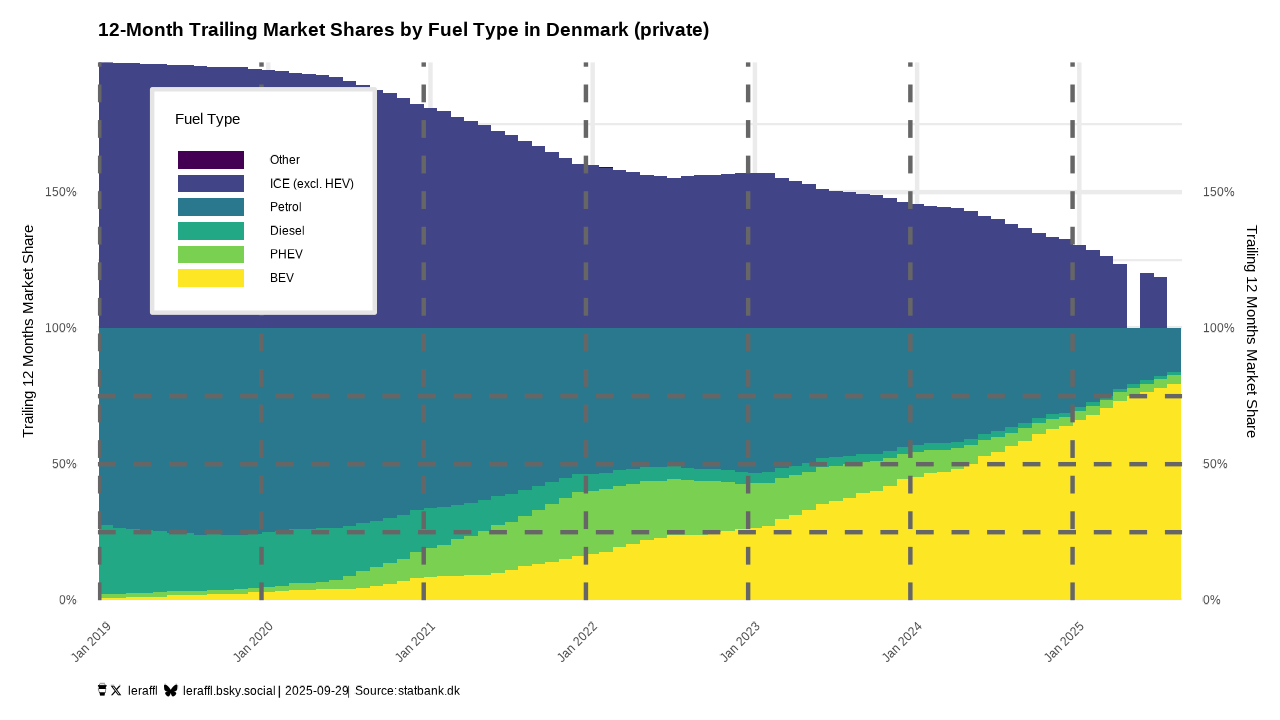 12-Month Trailing Market Shares by Fuel Type in Denmark (private)
Fuel Type
Other
ICE (excl. HEV)
Petrol
Diesel
PHEV
BEV
Trailing 12 Months Market Share
150%
100%
50%
0%
150%
100%
50%
0%
Trailing 12 Months Market Share
Jan 2019
Jan 2020
Jan 2021
Jan 2022
Jan 2023
Jan 2024
Jan 2025
leraffl leraffl.bsky.social | 2025-09-29| Source:statbank.dk